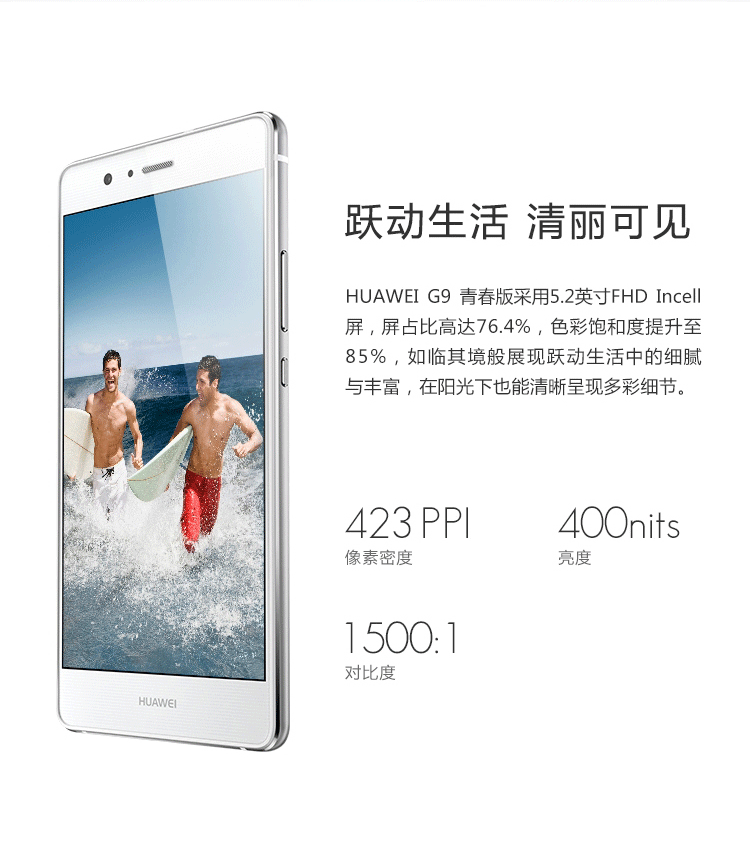 跃动生活 清丽可见
HUAWEI G9 青春版采用5.2英寸FHD Incell
屏，屏占比高达76.4%，色彩饱和度提升至
85%，如临其境般展现跃动生活中的细腻
与丰富，在阳光下也能清晰呈现多彩细节。
423 PPI
像素密度
400nits
亮度
1500:1
对比度
HUAWEI